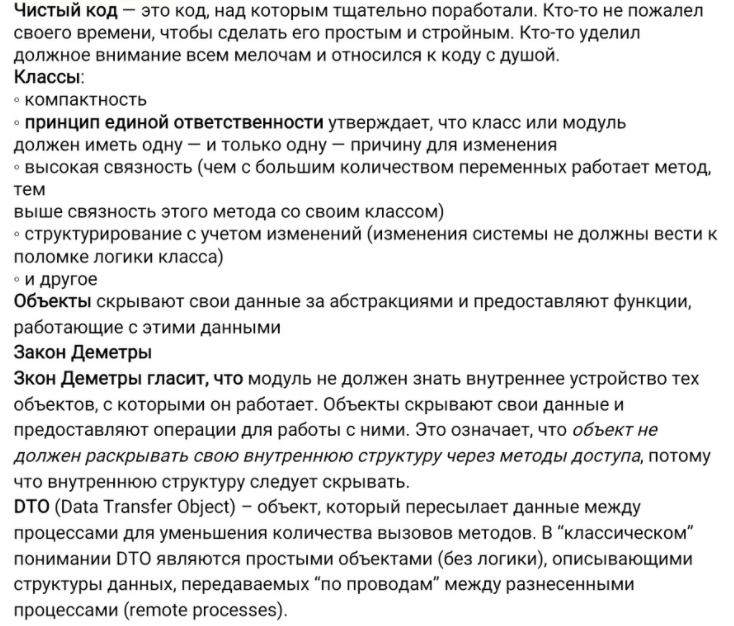 Чистый код — это код, над которым тщательно поработали. Кто-то не пожалел
своего времени, чтобы сделать его простым и стройным. Кто-то уделил
должное внимание всем мелочам и относился к коду с душой.
Классы:
◦ компактность
◦ принцип единой ответственности утверждает, что класс или модуль
должен иметь одну — и только одну — причину для изменения
◦ высокая связность (чем с большим количеством переменных работает метод,
тем
выше связность этого метода со своим классом)
◦ структурирование с учетом изменений (изменения системы не должны вести к
поломке логики класса)
◦ и другое
Объекты скрывают свои данные за абстракциями и предоставляют функции,
работающие с этими данными
Закон Деметры
Зкон Деметры гласит, что модуль не должен знать внутреннее устройство тех
объектов, с которыми он работает. Объекты скрывают свои данные и
предоставляют операции для работы с ними. Это означает, что объект не
должен раскрывать свою внутреннюю структуру через методы доступа, потому
что внутреннюю структуру следует скрывать.
DTO (Data Transfer Object) – объект, который пересылает данные между
процессами для уменьшения количества вызовов методов. В “классическом”
понимании DTO являются простыми объектами (без логики), описывающими
структуры данных, передаваемых “по проводам” между разнесенными
процессами (remote processes).